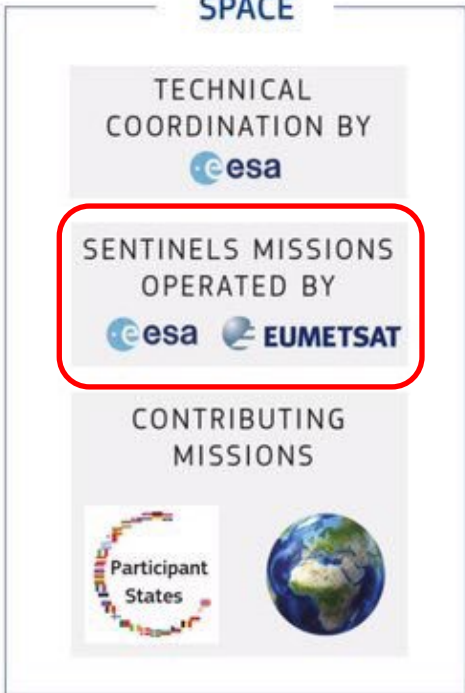 SPACE
TECHNICAL
COORDINATION BY
esa
SENTINELS MISSIONS
OPERATED BY
esa EUMETSAT
CONTRIBUTING
MISSIONS
Participant
States